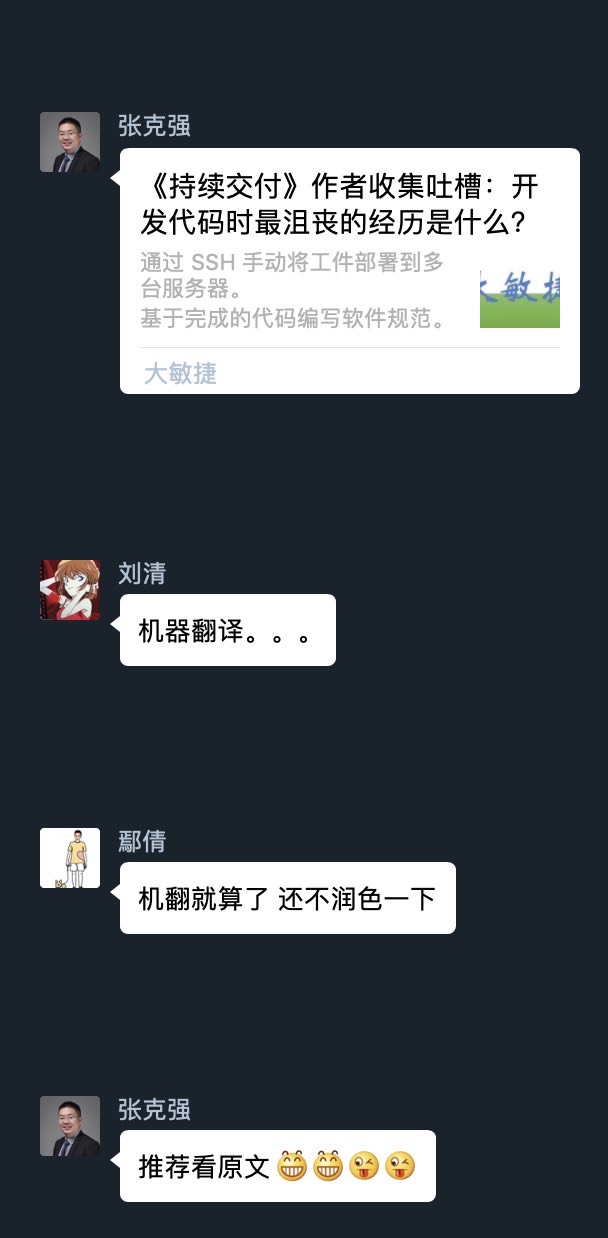 张克强
《持续交付》作者收集吐槽：开
发代码时最沮丧的经历是什么？
通过 SSH 手动将工件部署到多
台服务器。
基于完成的代码编写软件规范。
大敏捷
大敏捷
刘清
机器翻译。。。
鄢倩
机翻就算了 还不润色一下
张克强
推荐看原文 😁😁😜😜